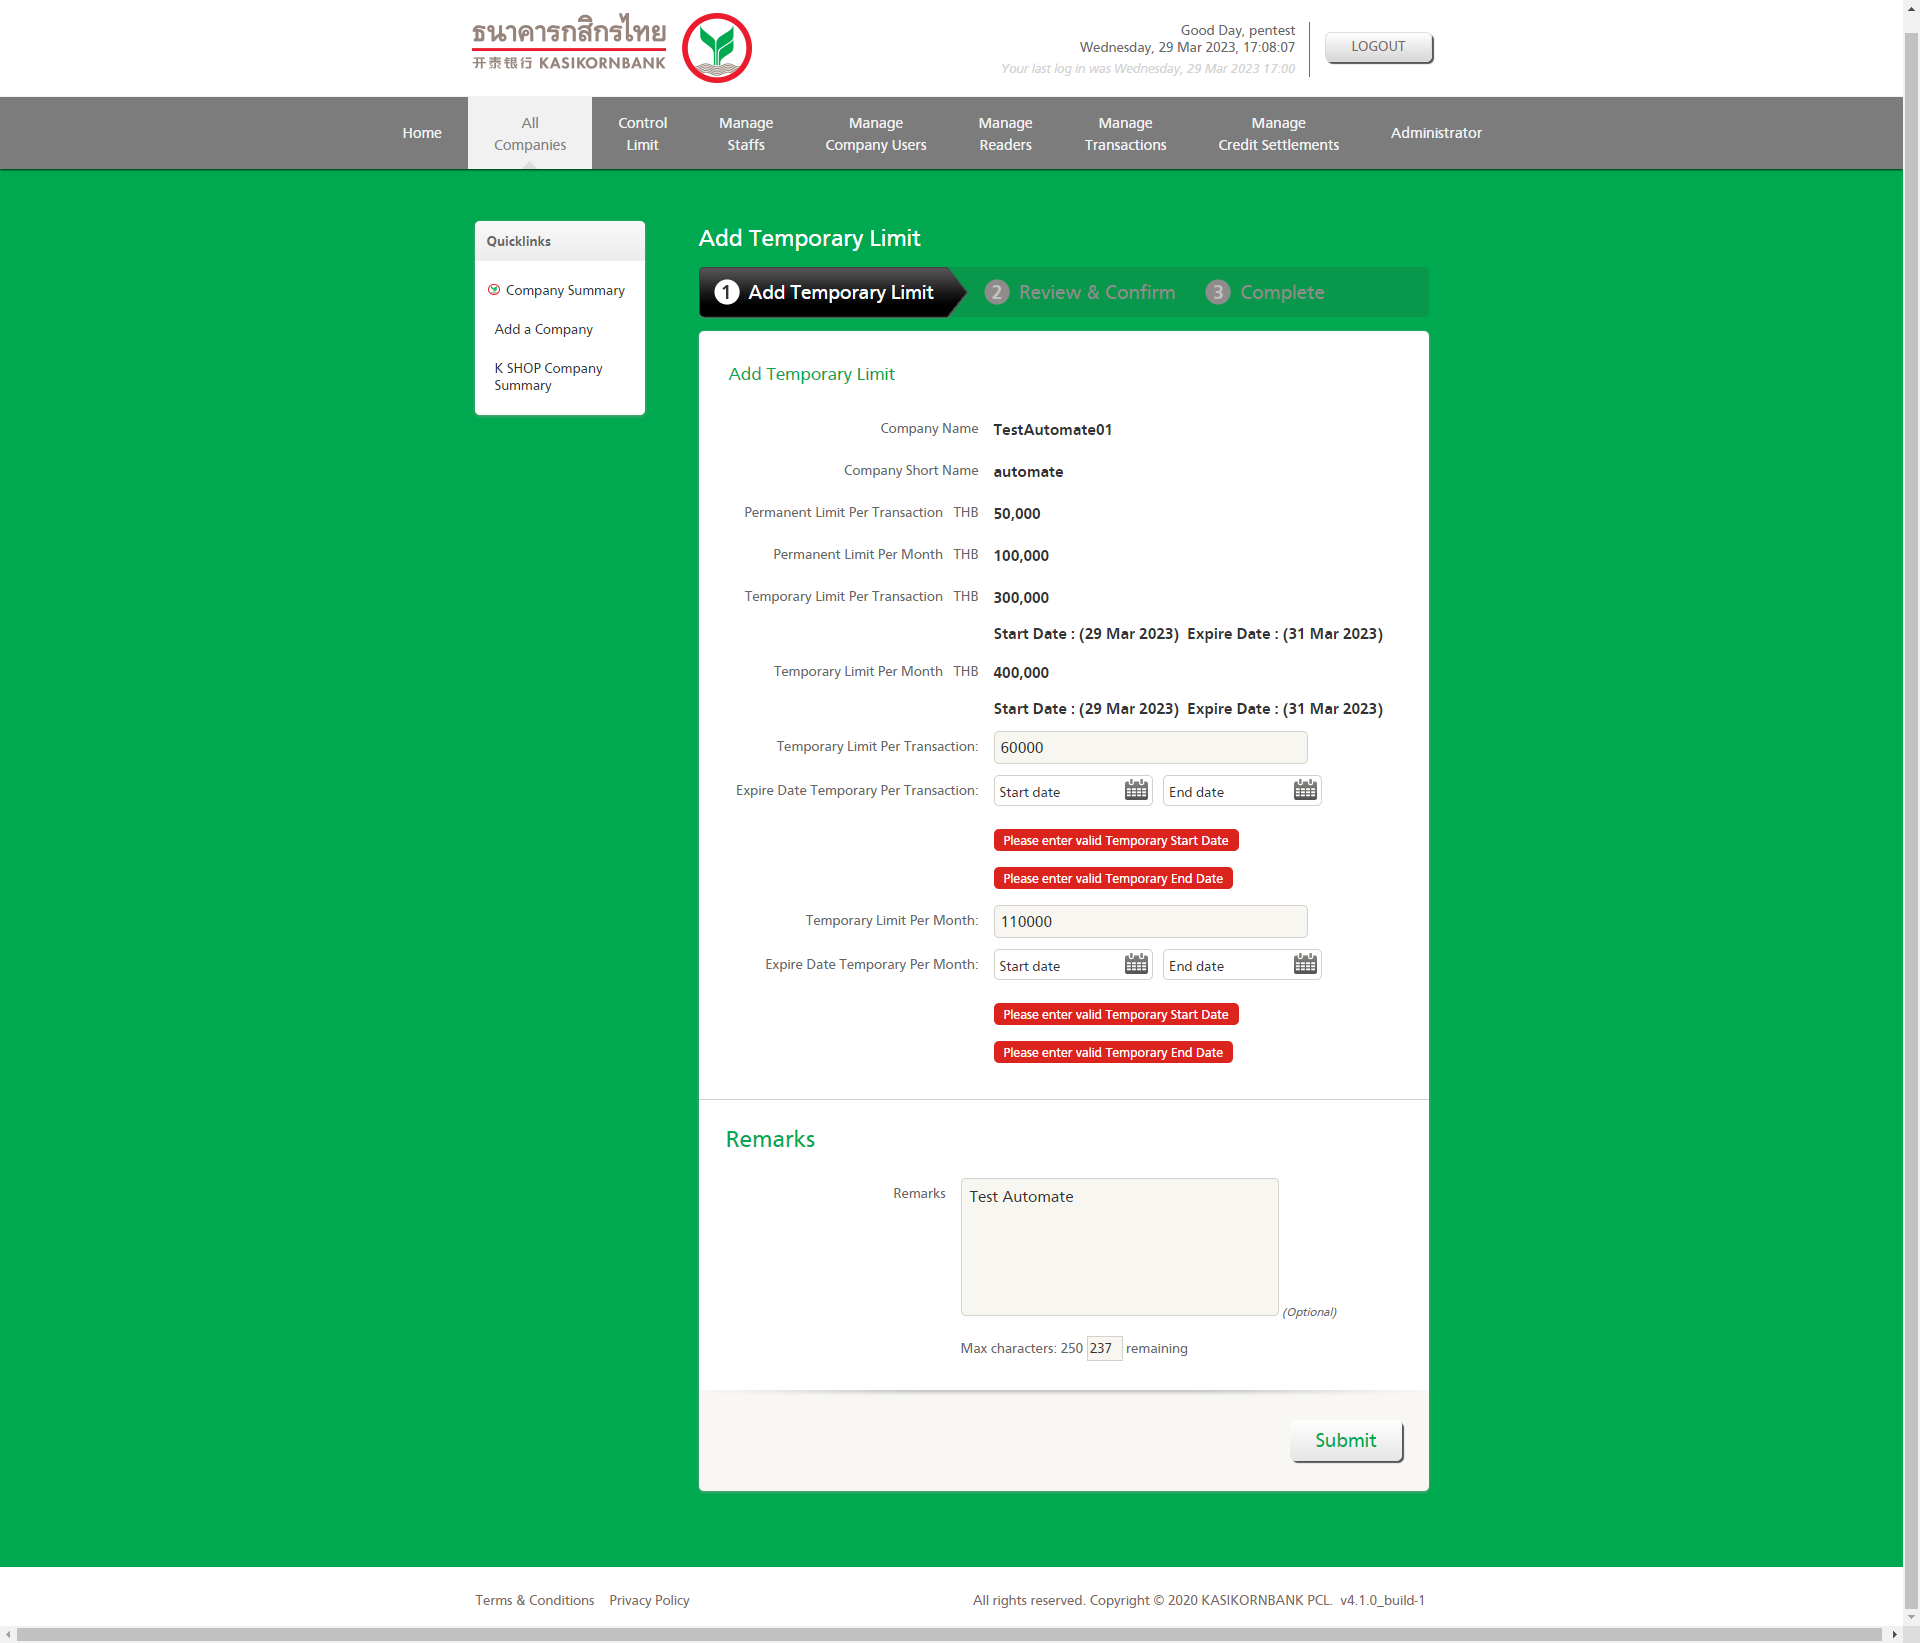 ธนาคารกสิกรไทย
开泰银行 KASIKORNBANK
Good Day, pentest
Wednesday, 29 Mar 2023, 17:08:07
Your last log in was Wednesday, 29 Mar 2023 17:00
LOGOUT
Home
All
Companies
Control
Limit
Manage
Staffs
Manage
Company Users
Manage
Readers
Manage
Transactions
Manage
Credit Settlements
Administrator
Quicklinks
Company Summary
Add a Company
K SHOP Company
Summary
Add Temporary Limit
1 Add Temporary Limit 2 Review & Confirm 3 Complete
Add Temporary Limit
Company Name TestAutomate01
Company Short Name automate
Permanent Limit Per Transaction THB 50,000
Permanent Limit Per Month THB 100,000
Temporary Limit Per Transaction THB 300,000
Start Date : (29 Mar 2023) Expire Date : (31 Mar 2023)
Temporary Limit Per Month THB 400,000
Start Date : (29 Mar 2023) Expire Date : (31 Mar 2023)
Temporary Limit Per Transaction: 60000
Expire Date Temporary Per Transaction: Start date End date
Please enter valid Temporary Start Date
Please enter valid Temporary End Date
Temporary Limit Per Month: 110000
Expire Date Temporary Per Month: Start date End date
Please enter valid Temporary Start Date
Please enter valid Temporary End Date
Remarks
Remarks Test Automate
(Optional)
Max characters: 250 237 remaining
Submit
Terms & Conditions Privacy Policy All rights reserved. Copyright © 2020 KASIKORNBANK PCL. v4.1.0_build-1